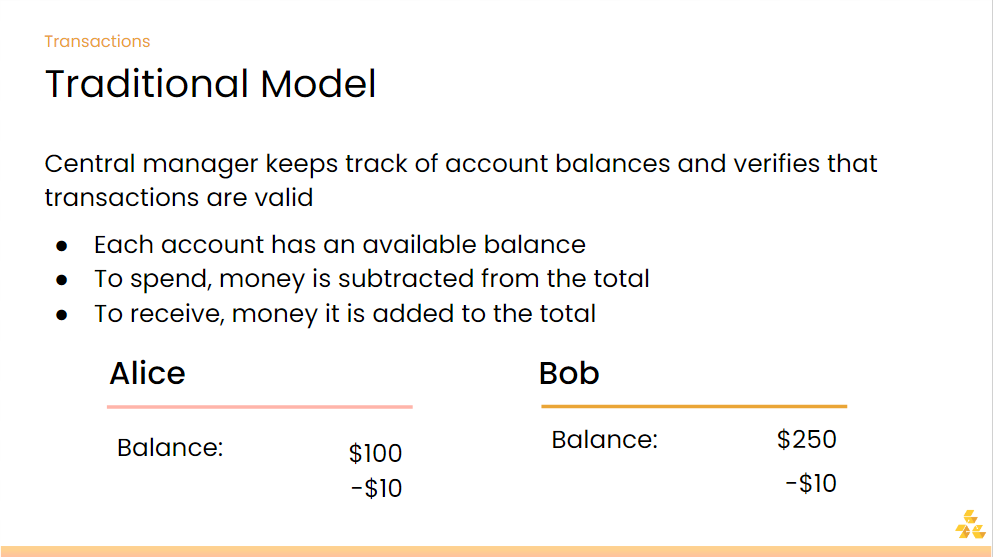 Transactions
Traditional Model
Central manager keeps track of account balances and verifies that
transactions are valid
● Each account has an available balance
● To spend, money is subtracted from the total
● To receive, money it is added to the total
Alice
Balance: $100
-$10
Bob
Balance: $250
-$10